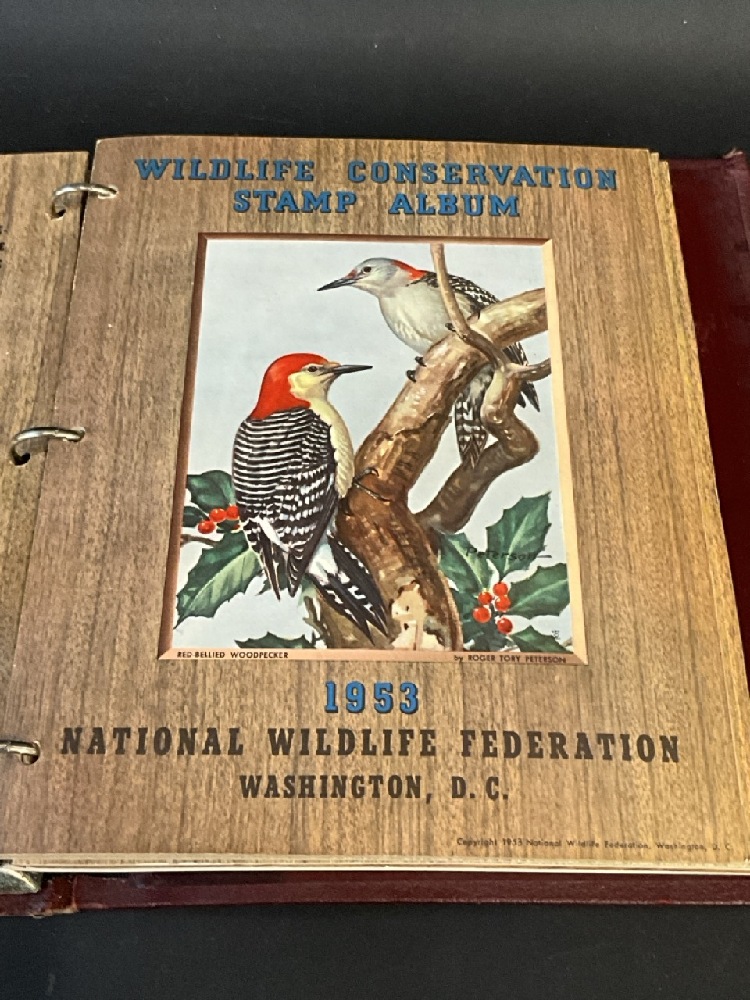 WILDLIFE CONSERVATION
STAMP ALBUM
Peterson
RED-BELLIED WOODPECKER
by ROGER TORY PETERSON
1953
NATIONAL WILDLIFE FEDERATION
WASHINGTON, D. C.
Copyright 1953 National Wildlife Federation, Washington, D. C.